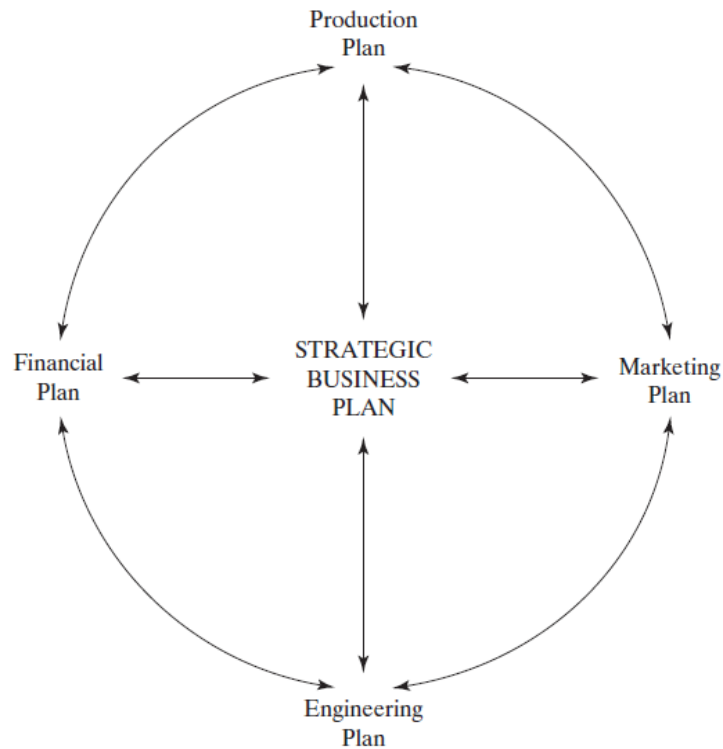 Production
Plan
Financial
Plan
STRATEGIC
BUSINESS
PLAN
Marketing
Plan
Engineering
Plan